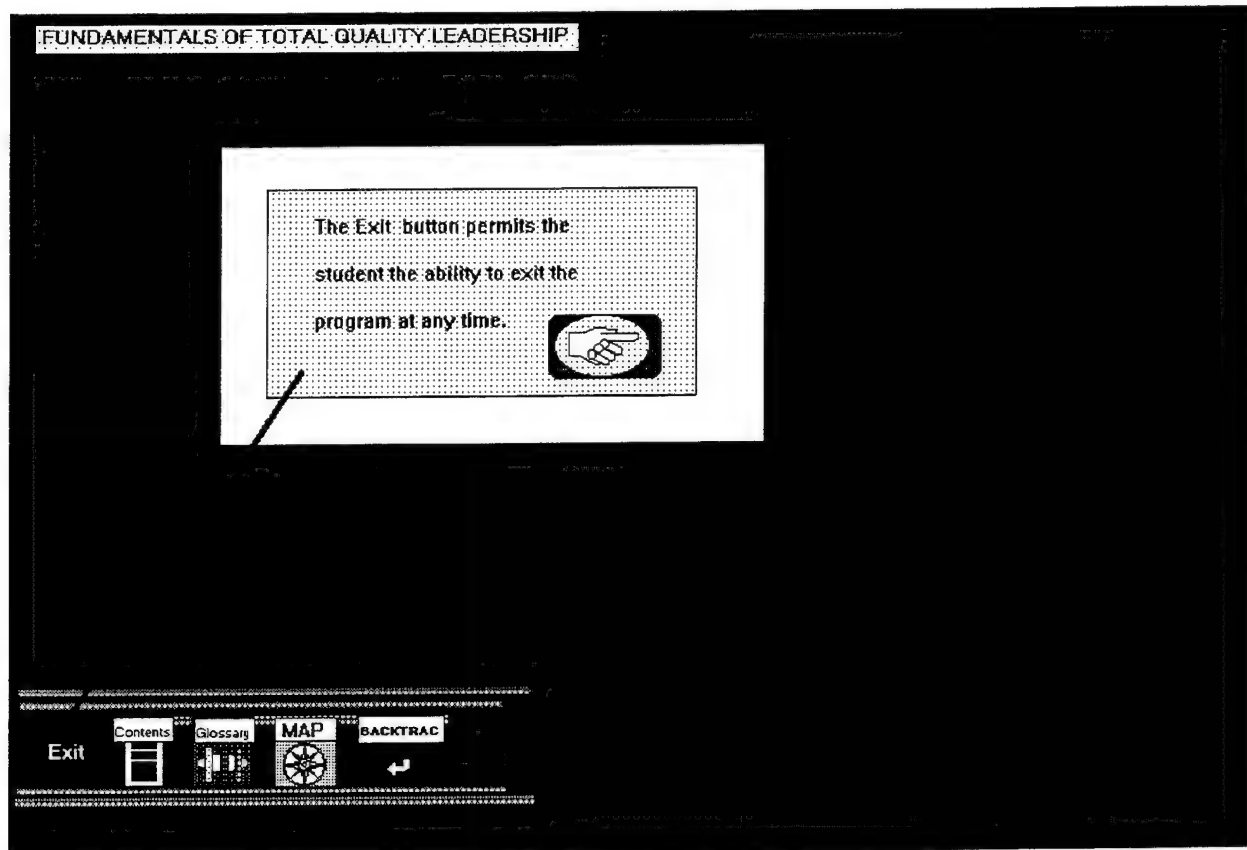 FUNDAMENTALS OF TOTAL QUALITY LEADERSHIP
The Exit button permits the
student the ability to exit the
program at any time.
Exit
Contents
Glossary
MAP
BACKTRAC